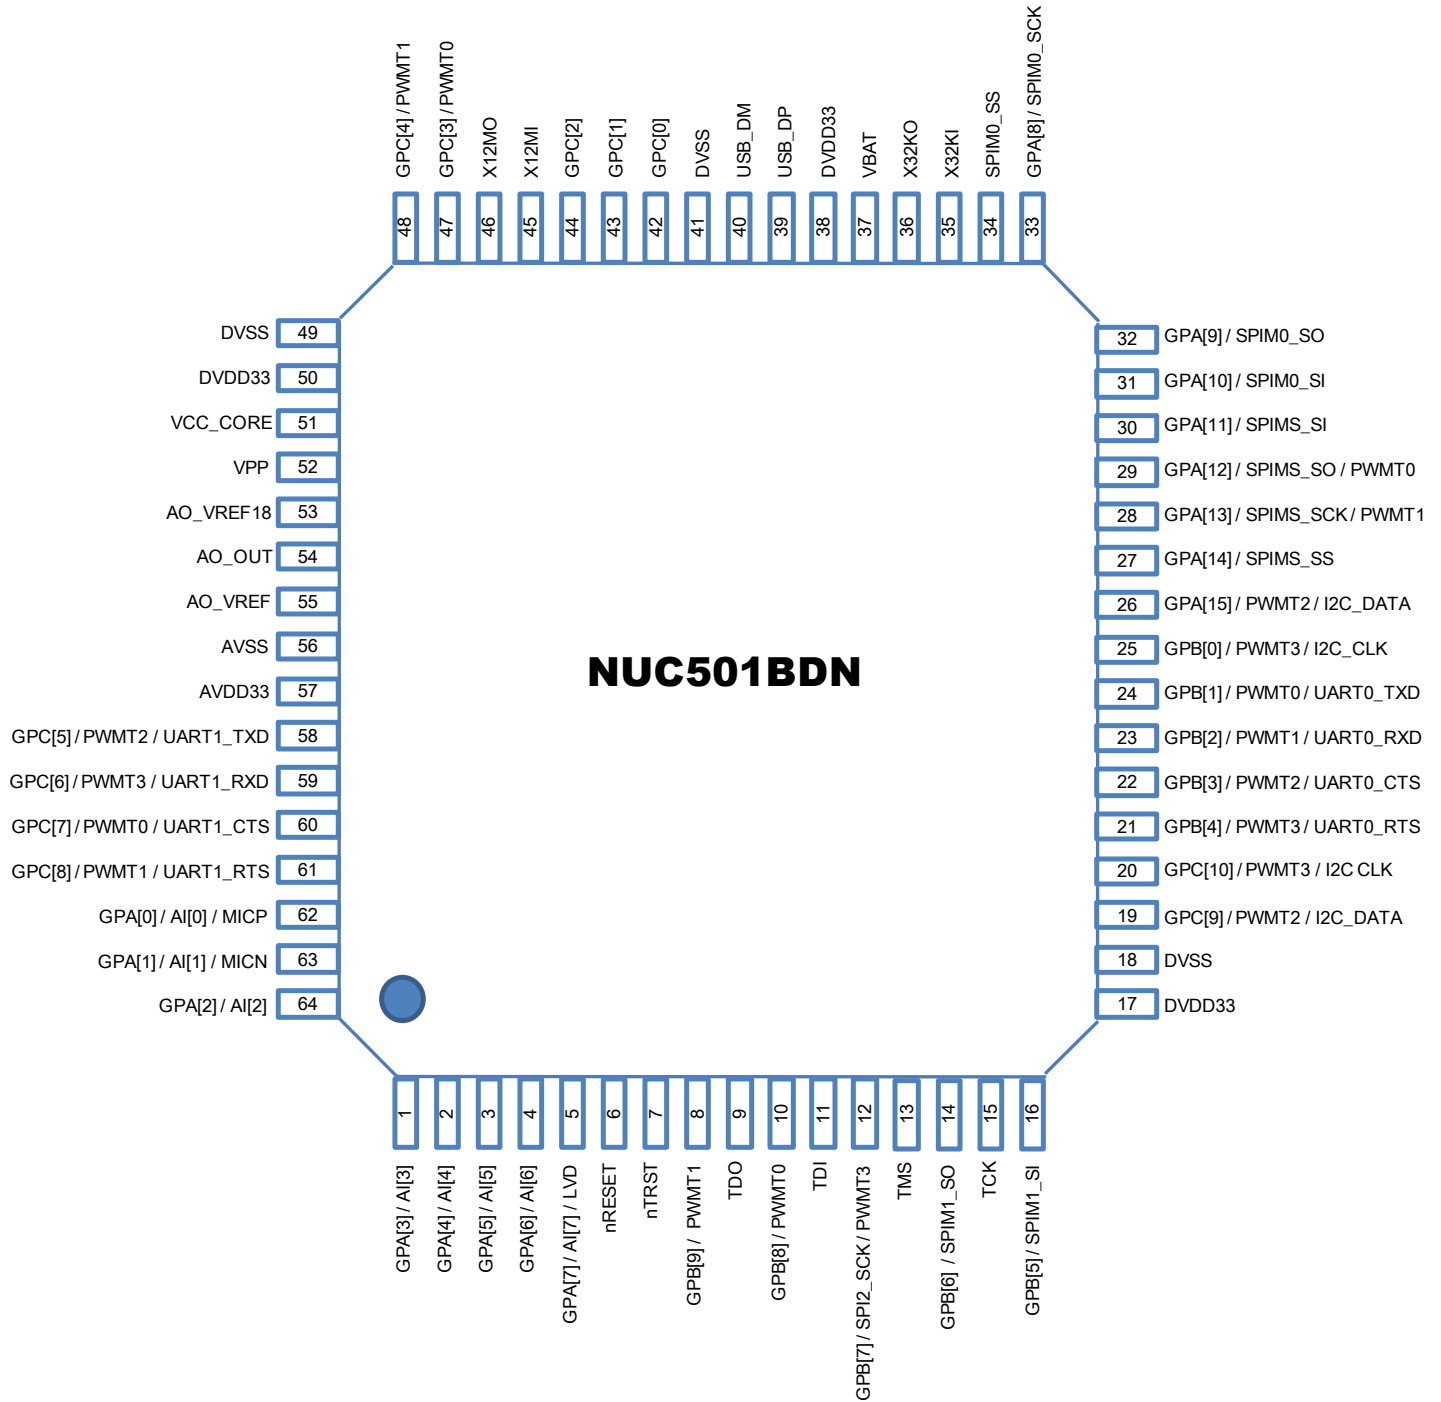 GPC[4] / PWMT1
GPC[3] / PWMT0
X12MO
X12MI
GPC[2]
GPC[1]
GPC[0]
DVSS
USB_DM
USB_DP
DVDD33
VBAT
X32KO
X32KI
SPIM0_SS
GPA[8] / SPIM0_SCK
48
47
46
45
44
43
42
41
40
39
38
37
36
35
34
33
DVSS 49
DVDD33 50
VCC_CORE 51
VPP 52
AO_VREF18 53
AO_OUT 54
AO_VREF 55
AVSS 56
AVDD33 57
GPC[5] / PWMT2 / UART1_TXD 58
GPC[6] / PWMT3 / UART1_RXD 59
GPC[7] / PWMT0 / UART1_CTS 60
GPC[8] / PWMT1 / UART1_RTS 61
GPA[0] / AI[0] / MICP 62
GPA[1] / AI[1] / MICN 63
GPA[2] / AI[2] 64
NUC501BDN
32 GPA[9] / SPIM0_SO
31 GPA[10] / SPIM0_SI
30 GPA[11] / SPIMS_SI
29 GPA[12] / SPIMS_SO / PWMT0
28 GPA[13] / SPIMS_SCK / PWMT1
27 GPA[14] / SPIMS_SS
26 GPA[15] / PWMT2 / I2C_DATA
25 GPB[0] / PWMT3 / I2C_CLK
24 GPB[1] / PWMT0 / UART0_TXD
23 GPB[2] / PWMT1 / UART0_RXD
22 GPB[3] / PWMT2 / UART0_CTS
21 GPB[4] / PWMT3 / UART0_RTS
20 GPC[10] / PWMT3 / I2C CLK
19 GPC[9] / PWMT2 / I2C_DATA
18 DVSS
17 DVDD33
1
2
3
4
5
6
7
8
9
10
11
12
13
14
15
16
GPA[3] / AI[3]
GPA[4] / AI[4]
GPA[5] / AI[5]
GPA[6] / AI[6]
GPA[7] / AI[7] / LVD
nRESET
nTRST
GPB[9] / PWMT1
TDO
GPB[8] / PWMT0
TDI
GPB[7] / SPI2_SCK / PWMT3
TMS
GPB[6] / SPIM1_SO
TCK
GPB[5] / SPIM1_SI